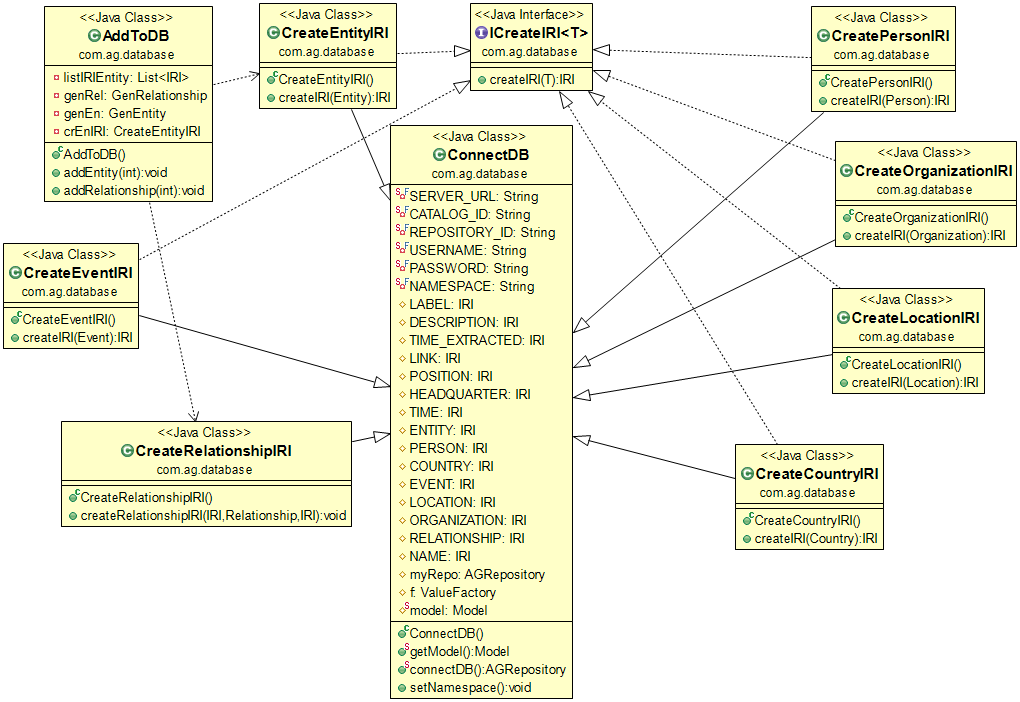 <<Java Class>>
AddToDB
com.ag.database
listIRIEntity: List<IRI>
genRel: GenRelationship
genEn: GenEntity
crEnIRI: CreateEntityIRI
AddToDB()
addEntity(int):void
addRelationship(int):void
<<Java Class>>
CreateEntityIRI
com.ag.database
CreateEntityIRI()
createIRI(Entity):IRI
<<Java Interface>>
ICreateIRI<T>
com.ag.database
createIRI(T):IRI
<<Java Class>>
CreatePersonIRI
com.ag.database
CreatePersonIRI()
createIRI(Person):IRI
<<Java Class>>
ConnectDB
com.ag.database
SERVER_URL: String
CATALOG_ID: String
REPOSITORY_ID: String
USERNAME: String
PASSWORD: String
NAMESPACE: String
LABEL: IRI
DESCRIPTION: IRI
TIME_EXTRACTED: IRI
LINK: IRI
POSITION: IRI
HEADQUARTER: IRI
TIME: IRI
ENTITY: IRI
PERSON: IRI
COUNTRY: IRI
EVENT: IRI
LOCATION: IRI
ORGANIZATION: IRI
RELATIONSHIP: IRI
NAME: IRI
myRepo: AGRepository
f: ValueFactory
model: Model
ConnectDB()
getModel():Model
connectDB():AGRepository
setNamespace():void
<<Java Class>>
CreateOrganizationIRI
com.ag.database
CreateOrganizationIRI()
createIRI(Organization):IRI
<<Java Class>>
CreateEventIRI
com.ag.database
CreateEventIRI()
createIRI(Event):IRI
<<Java Class>>
CreateLocationIRI
com.ag.database
CreateLocationIRI()
createIRI(Location):IRI
<<Java Class>>
CreateRelationshipIRI
com.ag.database
CreateRelationshipIRI()
createRelationshipIRI(IRI,Relationship,IRI):void
<<Java Class>>
CreateCountryIRI
com.ag.database
CreateCountryIRI()
createIRI(Country):IRI